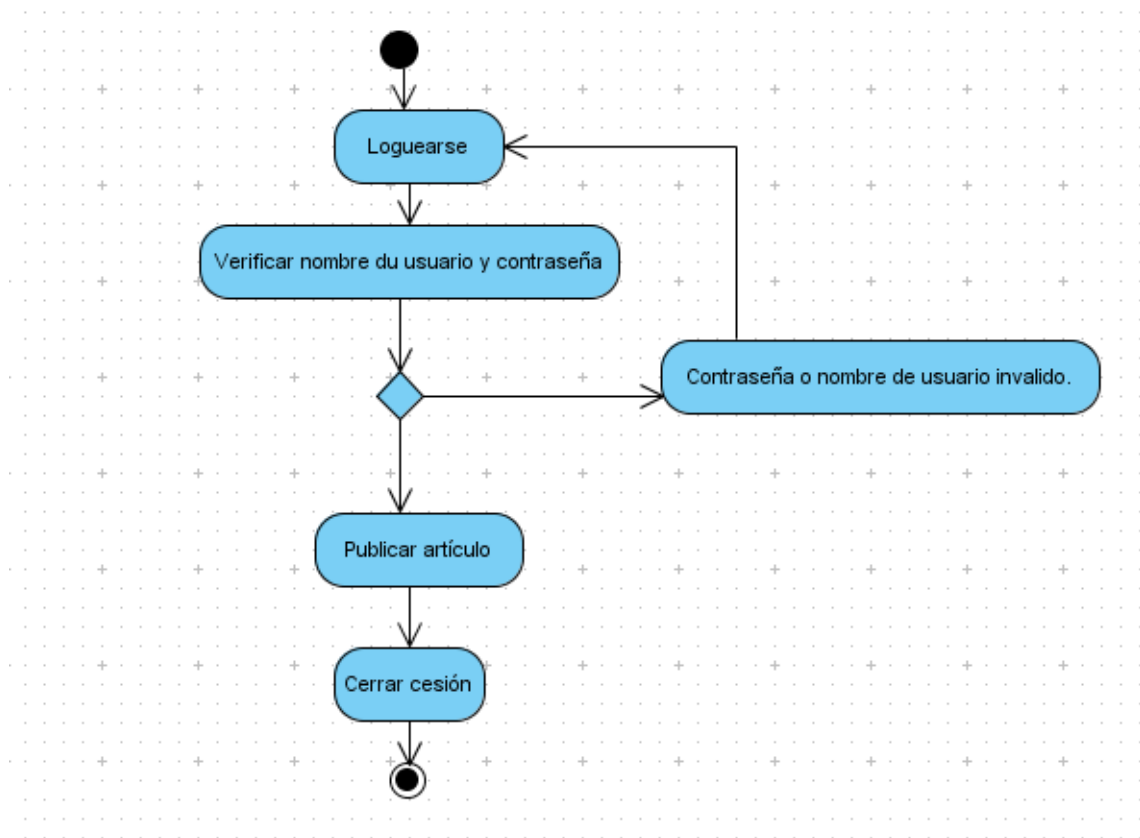 Loguearse
Verificar nombre du usuario y contraseña
Contraseña o nombre de usuario invalido.
Publicar artículo
Cerrar cesión